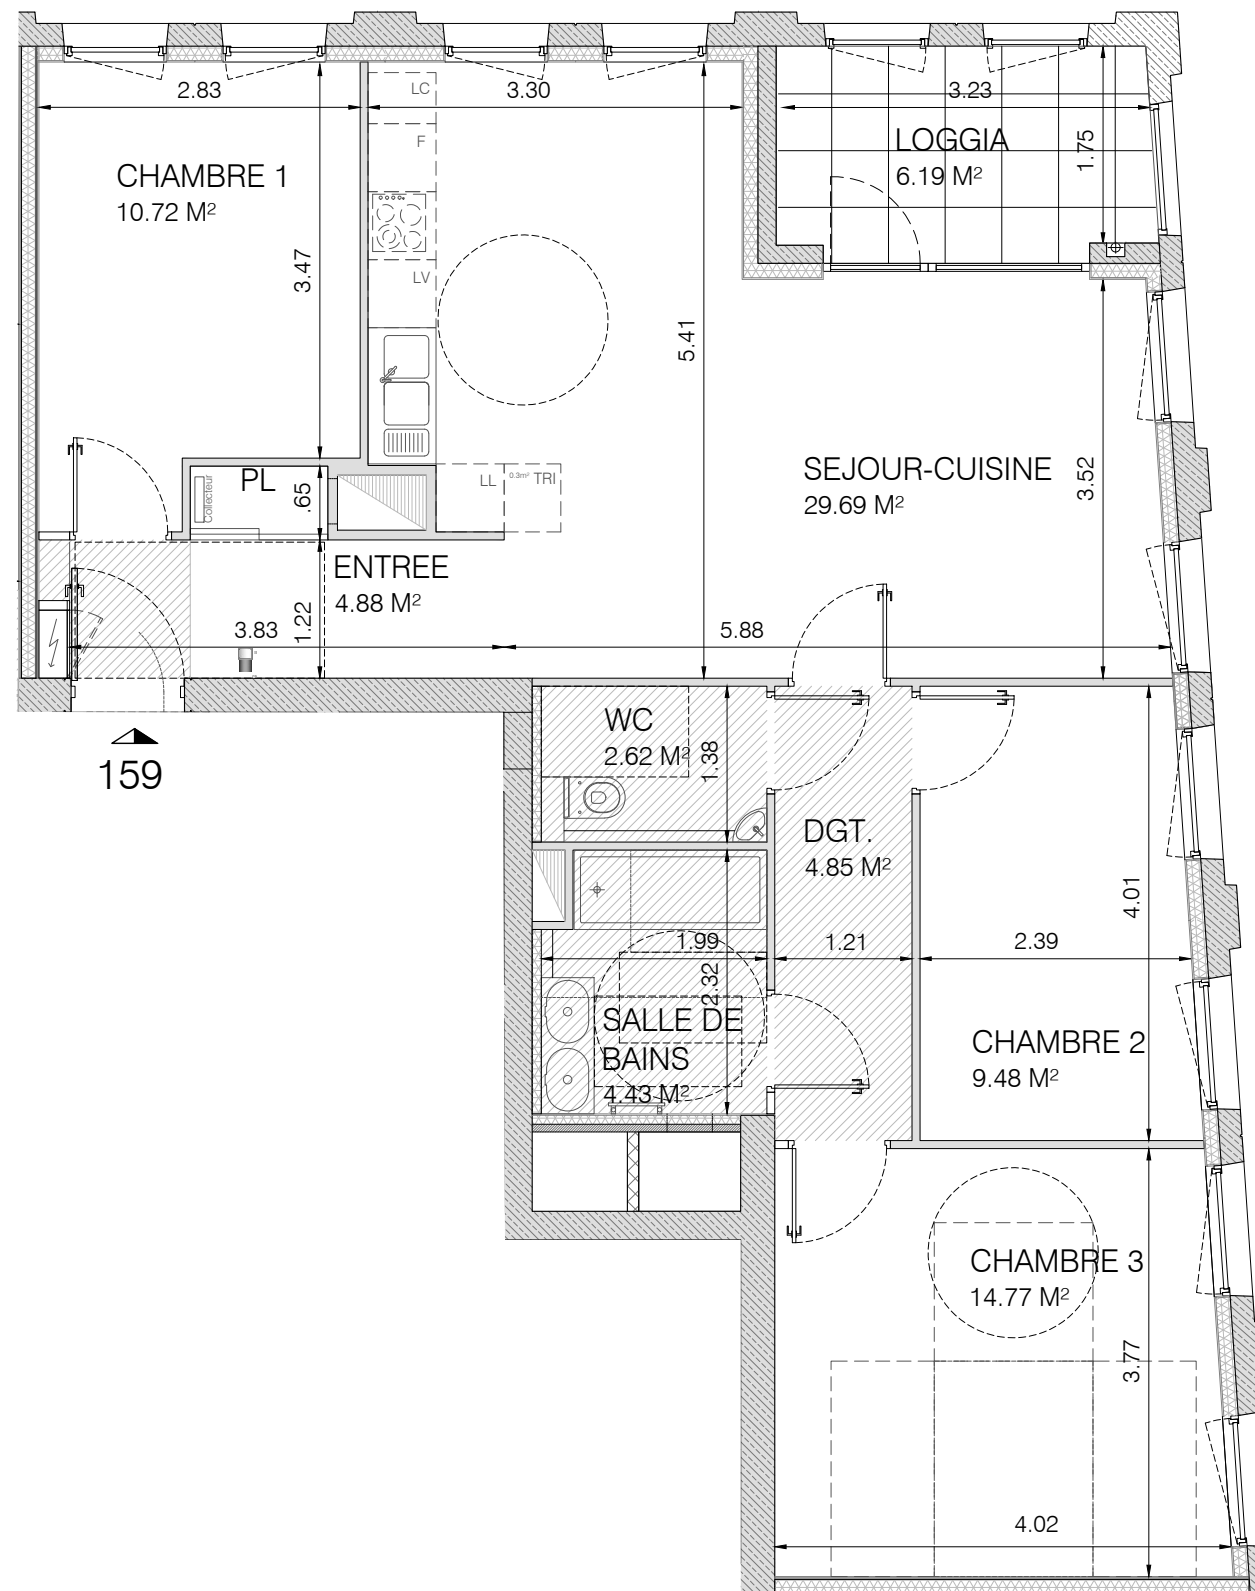 2.83
3.30
3.23
LC
F
LV
CHAMBRE 1
10.72 M²
LOGGIA
6.19 M²
1.75
3.47
5.41
3.52
SEJOUR-CUISINE
29.69 M²
PL
Collecteur
.65
LL
0.3m² TRI
ENTREE
4.88 M²
3.83
1.22
5.88
159
WC
2.62 M²
1.38
DGT.
4.85 M²
4.01
1.99
1.21
2.39
2.32
SALLE DE
BAINS
4.43 M²
CHAMBRE 2
9.48 M²
CHAMBRE 3
14.77 M²
3.77
4.02